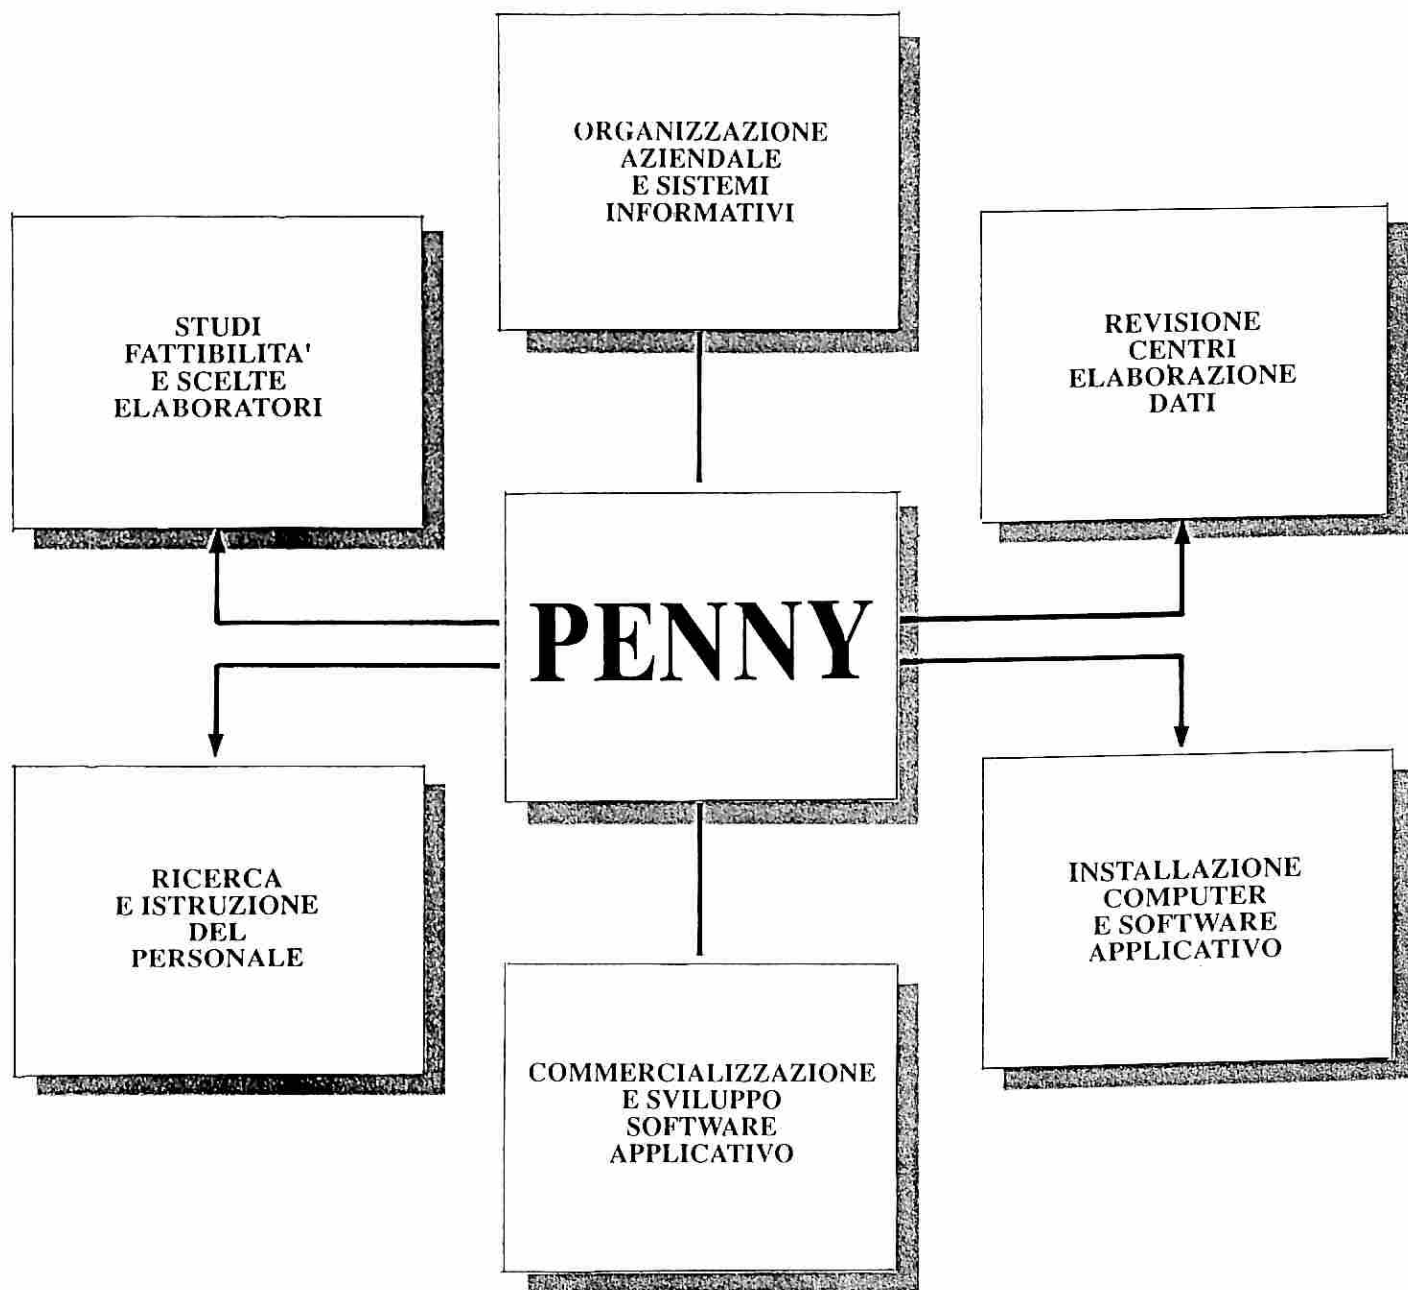 ORGANIZZAZIONE
AZIENDALE
E SISTEMI
INFORMATIVI
STUDI
FATTIBILITA'
E SCELTE
ELABORATORI
REVISIONE
CENTRI
ELABORAZIONE
DATI
PENNY
RICERCA
E ISTRUZIONE
DEL
PERSONALE
INSTALLAZIONE
COMPUTER
E SOFTWARE
APPLICATIVO
COMMERCIALIZZAZIONE
E SVILUPPO
SOFTWARE
APPLICATIVO